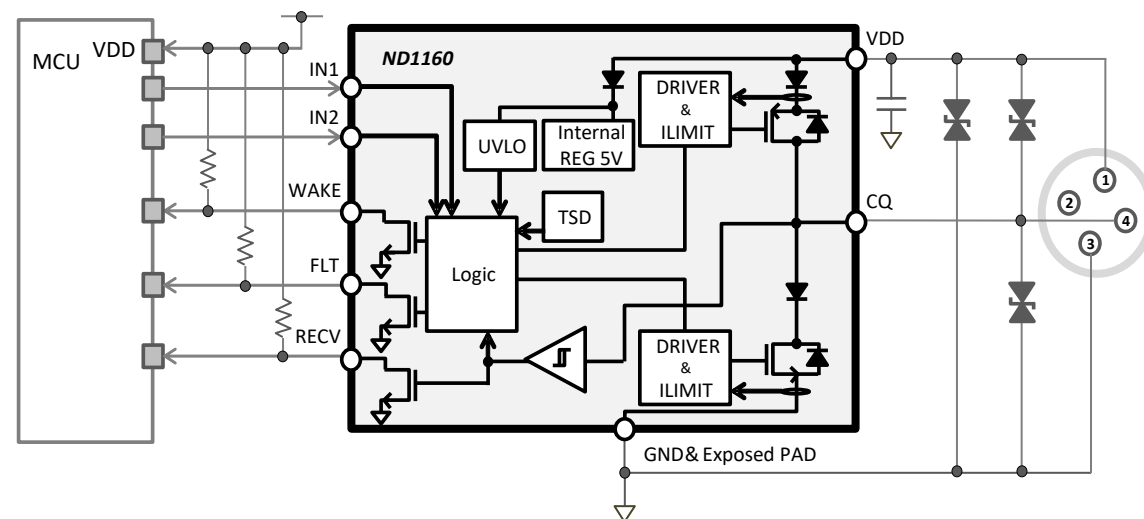 MCU
VDD
ND1160
VDD
IN1
IN2
DRIVER
&
ILIMIT
UVLO
Internal
REG 5V
WAKE
TSD
CQ
1
2
4
3
FLT
Logic
RECV
DRIVER
&
ILIMIT
GND& Exposed PAD